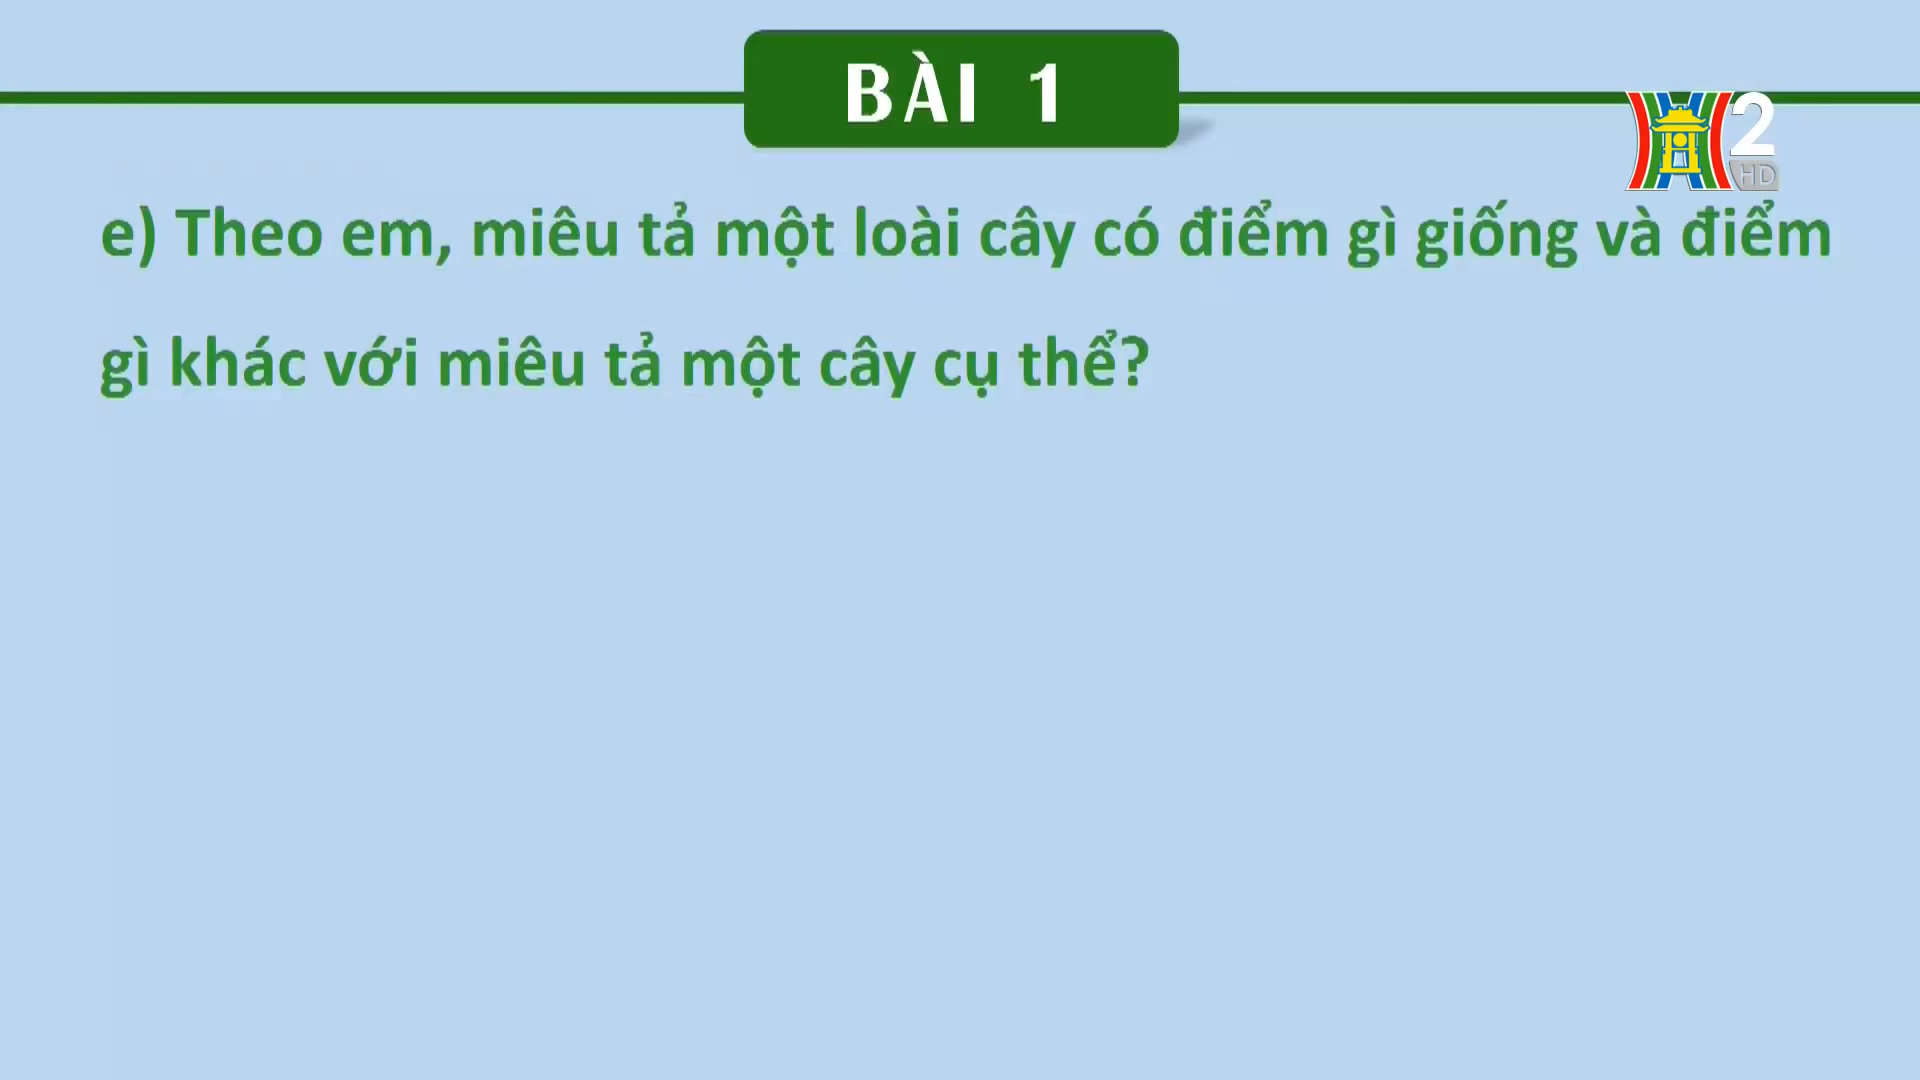 BÀI 1
2
HD
e) Theo em, miêu tả một loài cây có điểm gì giống và điểm
gì khác với miêu tả một cây cụ thể?